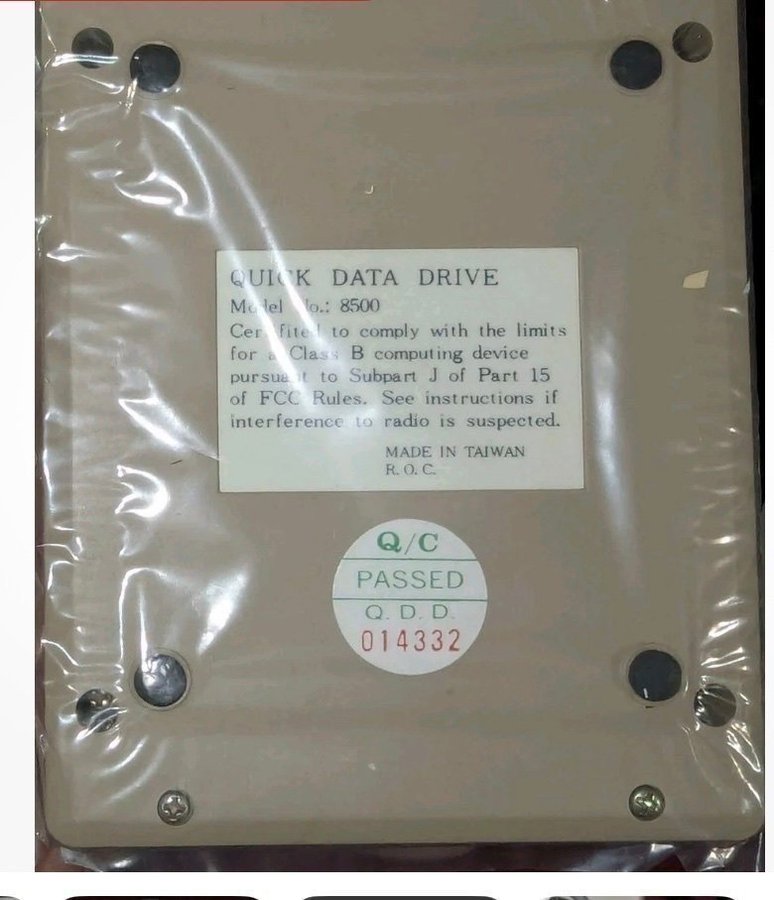 QUICK DATA DRIVE
Model No.: 8500
Certified to comply with the limits
for a Class B computing device
pursuant to Subpart J of Part 15
of FCC Rules. See instructions if
interference to radio is suspected.
MADE IN TAIWAN
R. O. C.
Q/C
PASSED
Q. D. D.
014332